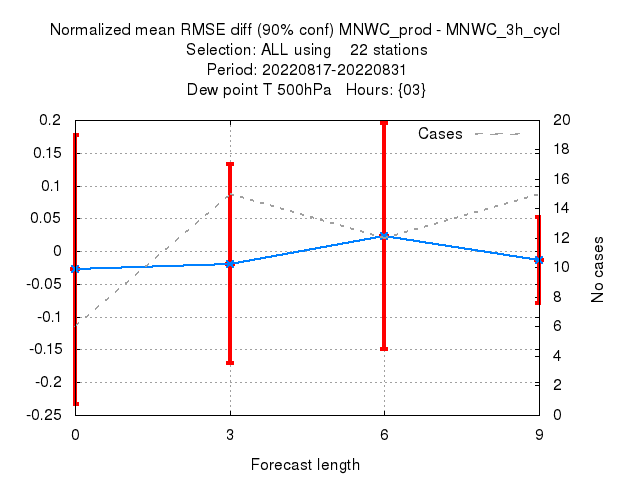 Normalized mean RMSE diff (90% conf) MNWC_prod - MNWC_3h_cycl
Selection: ALL using    22 stations
Period: 20220817-20220831
Dew point T 500hPa   Hours: {03}
0.2
0.15
0.1
0.05
0
-0.05
-0.1
-0.15
-0.2
-0.25
20
18
16
14
12
10
8
6
4
2
0
Cases
No cases
0 3 6 9
Forecast length